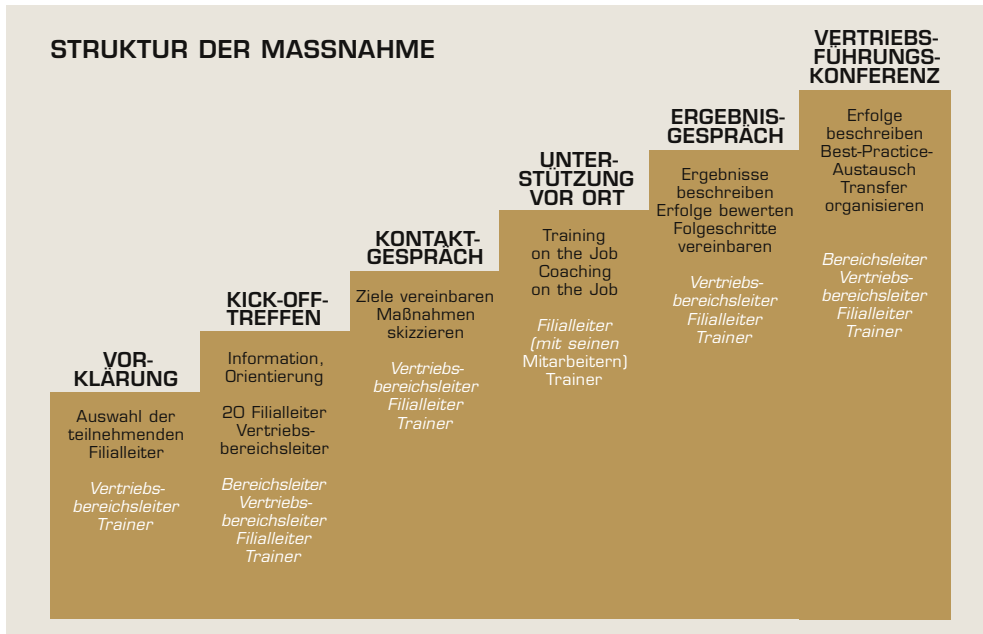 STRUKTUR DER MASSNAHME
VOR-
KLÄRUNG
Auswahl der
teilnehmenden
Filialleiter
Vertriebs-
bereichsleiter
Trainer
KICK-OFF-
TREFFEN
Information,
Orientierung
20 Filialleiter
Vertriebs-
bereichsleiter
Bereichsleiter
Vertriebs-
bereichsleiter
Filialleiter
Trainer
KONTAKT-
GESPRÄCH
Ziele vereinbaren
Maßnahmen
skizzieren
Vertriebs-
bereichsleiter
Filialleiter
Trainer
UNTER-
STÜTZUNG
VOR ORT
Training
on the Job
Coaching
on the Job
Filialleiter
(mit seinen
Mitarbeitern)
Trainer
ERGEBNIS-
GESPRÄCH
Ergebnisse
beschreiben
Erfolge bewerten
Folgeschritte
vereinbaren
Vertriebs-
bereichsleiter
Filialleiter
Trainer
VERTRIEBS-
FÜHRUNGS-
KONFERENZ
Erfolge
beschreiben
Best-Practice-
Austausch
Transfer
organisieren
Bereichsleiter
Vertriebs-
bereichsleiter
Filialleiter
Trainer